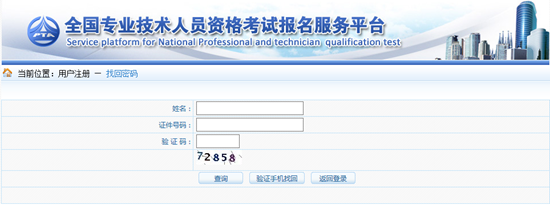 全国专业技术人员资格考试报名服务平台
Service platform for National Professional and technician qualification test
当前位置：用户注册 — 找回密码
姓名：
证件号码：
验 证 码：
72858
查询 验证手机找回 返回登录